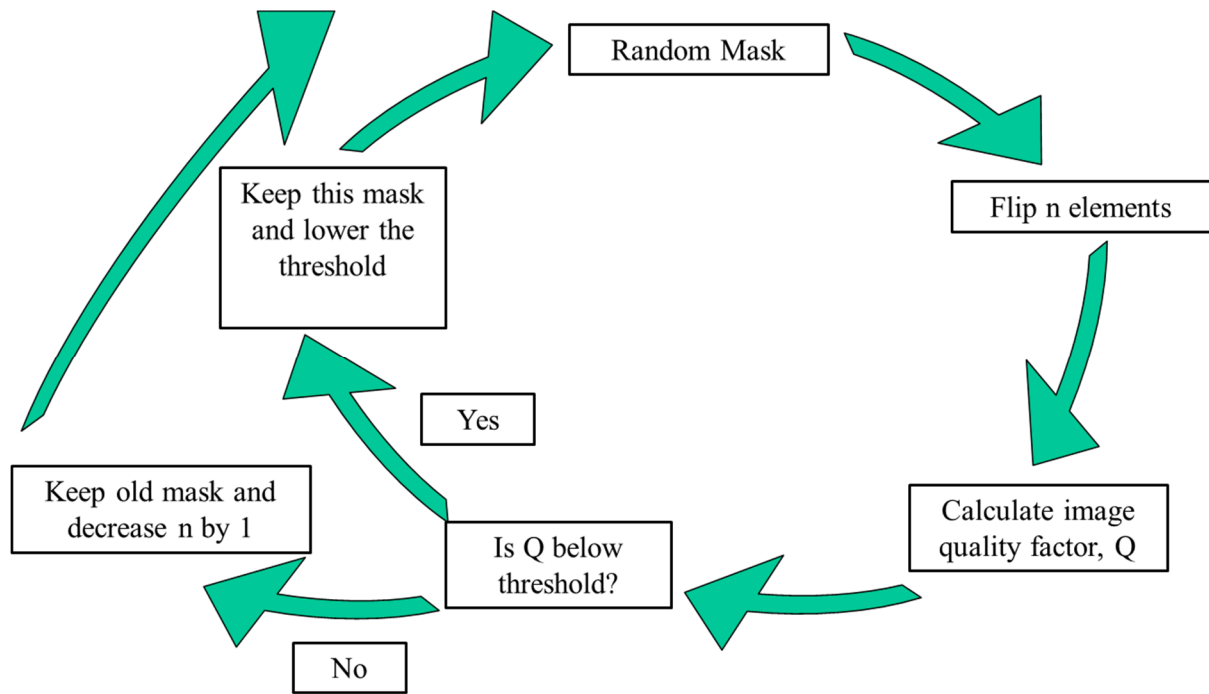 Random Mask
Flip n elements
Calculate image
quality factor, Q
Is Q below
threshold?
Yes
Keep this mask
and lower the
threshold
No
Keep old mask and
decrease n by 1